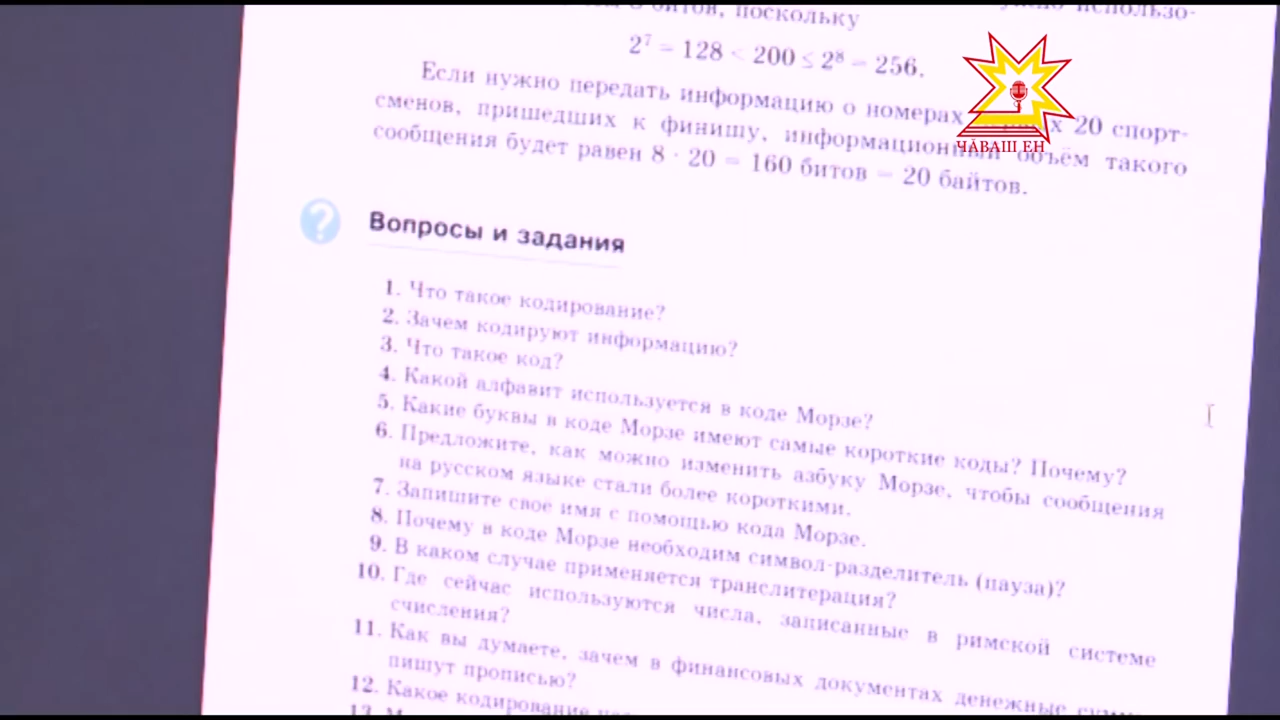 8 битов, поскольку
2⁷ = 128 < 200 ≤ 2⁸ = 256.
Если нужно передать информацию о номерах 20 спорт-
сменов, пришедших к финишу, информационный объём такого
сообщения будет равен 8 · 20 = 160 битов = 20 байтов.
ЧӐВАШ ЕН
Вопросы и задания
1. Что такое кодирование?
2. Зачем кодируют информацию?
3. Что такое код?
4. Какой алфавит используется в коде Морзе?
5. Какие буквы в коде Морзе имеют самые короткие коды? Почему?
6. Предложите, как можно изменить азбуку Морзе, чтобы сообщения
на русском языке стали более короткими.
7. Запишите своё имя с помощью кода Морзе.
8. Почему в коде Морзе необходим символ-разделитель (пауза)?
9. В каком случае применяется транслитерация?
10. Где сейчас используются числа, записанные в римской системе
счисления?
11. Как вы думаете, зачем в финансовых документах денежные
пишут прописью?
12. Какое кодирование
13.